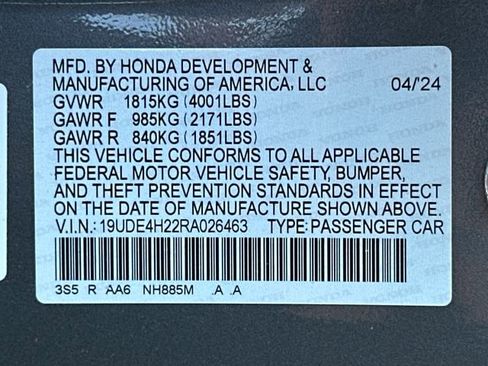 MFD. BY HONDA DEVELOPMENT &
MANUFACTURING OF AMERICA, LLC 04/'24
GVWR 1815KG (4001LBS)
GAWR F 985KG (2171LBS)
GAWR R 840KG (1851LBS)
THIS VEHICLE CONFORMS TO ALL APPLICABLE
FEDERAL MOTOR VEHICLE SAFETY, BUMPER,
AND THEFT PREVENTION STANDARDS IN EFFECT
ON THE DATE OF MANUFACTURE SHOWN ABOVE.
V.I.N.: 19UDE4H22RA026463 TYPE: PASSENGER CAR
3S5 R AA6 NH885M .A .A